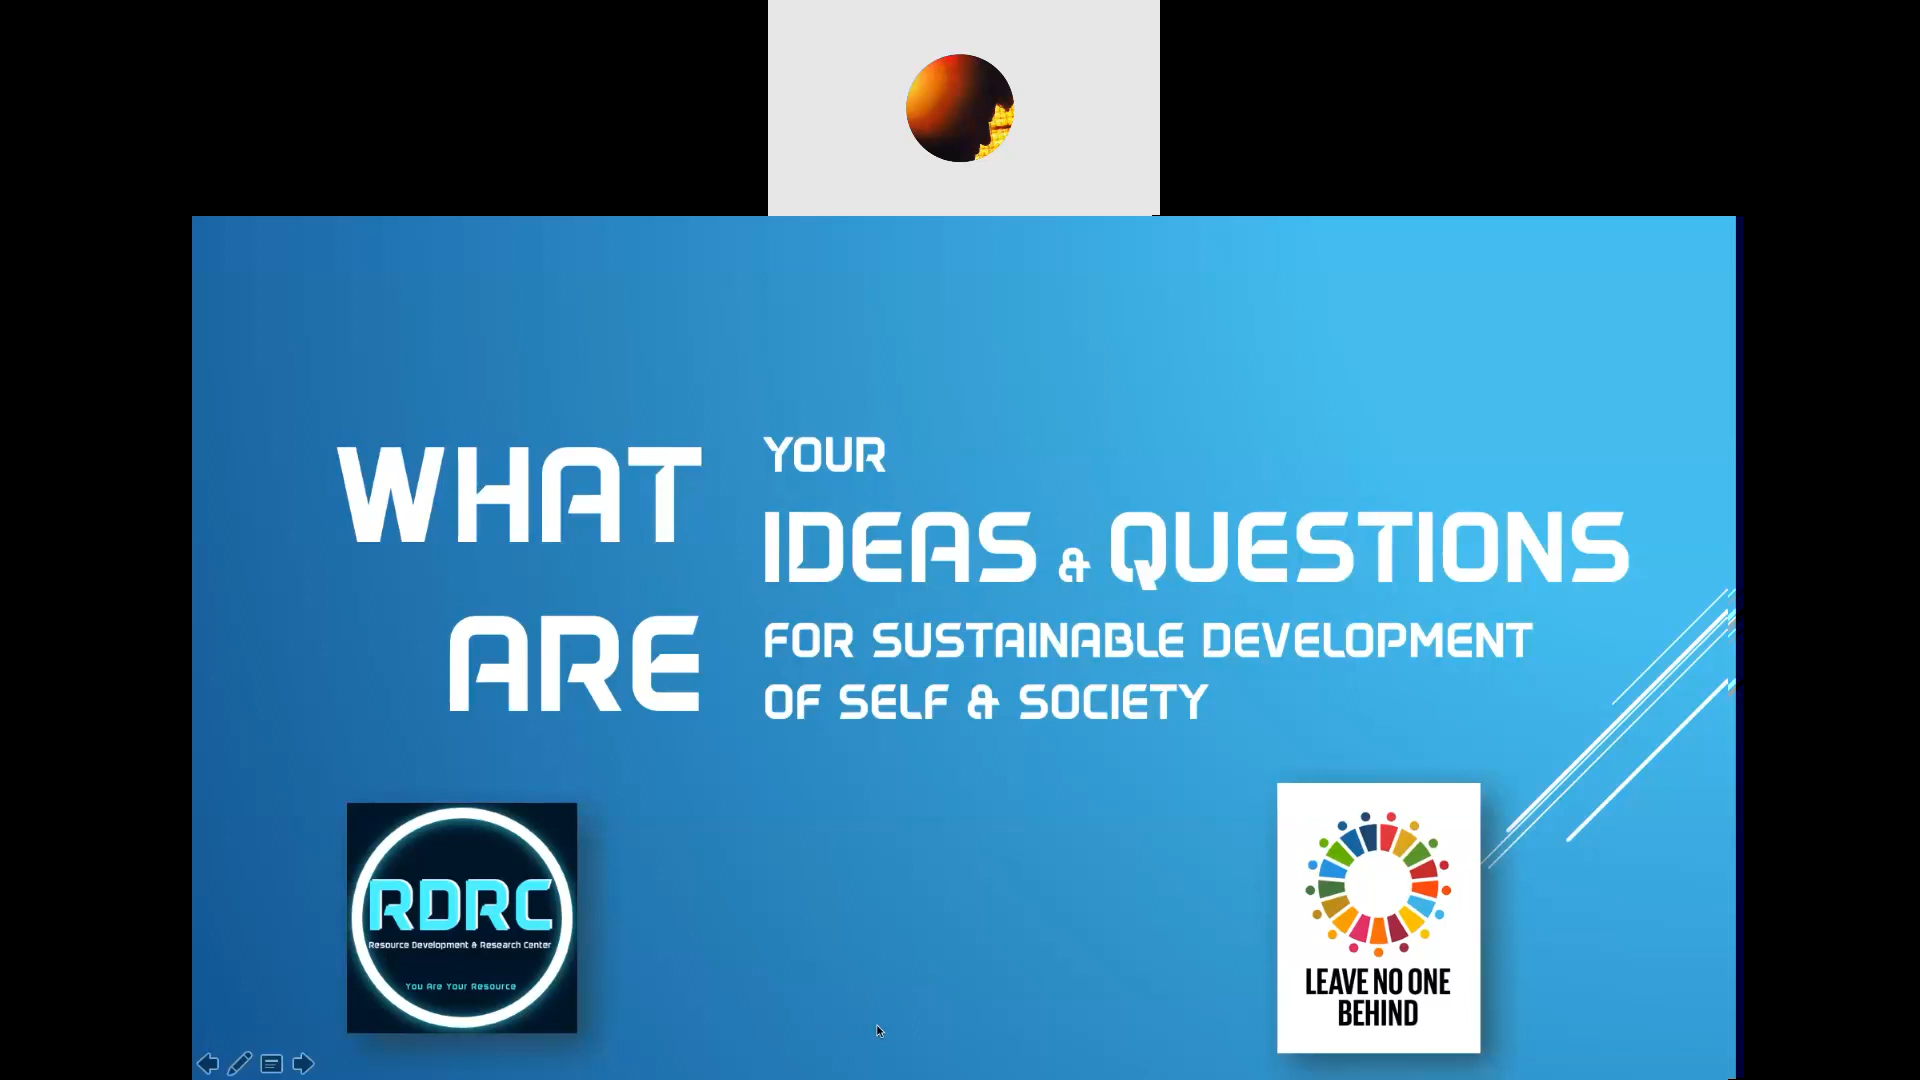 WHAT
ARE
YOUR
IDEAS & QUESTIONS
FOR SUSTAINABLE DEVELOPMENT
OF SELF & SOCIETY
RDRC
Resource Development & Research Center
You Are Your Resource
LEAVE NO ONE
BEHIND